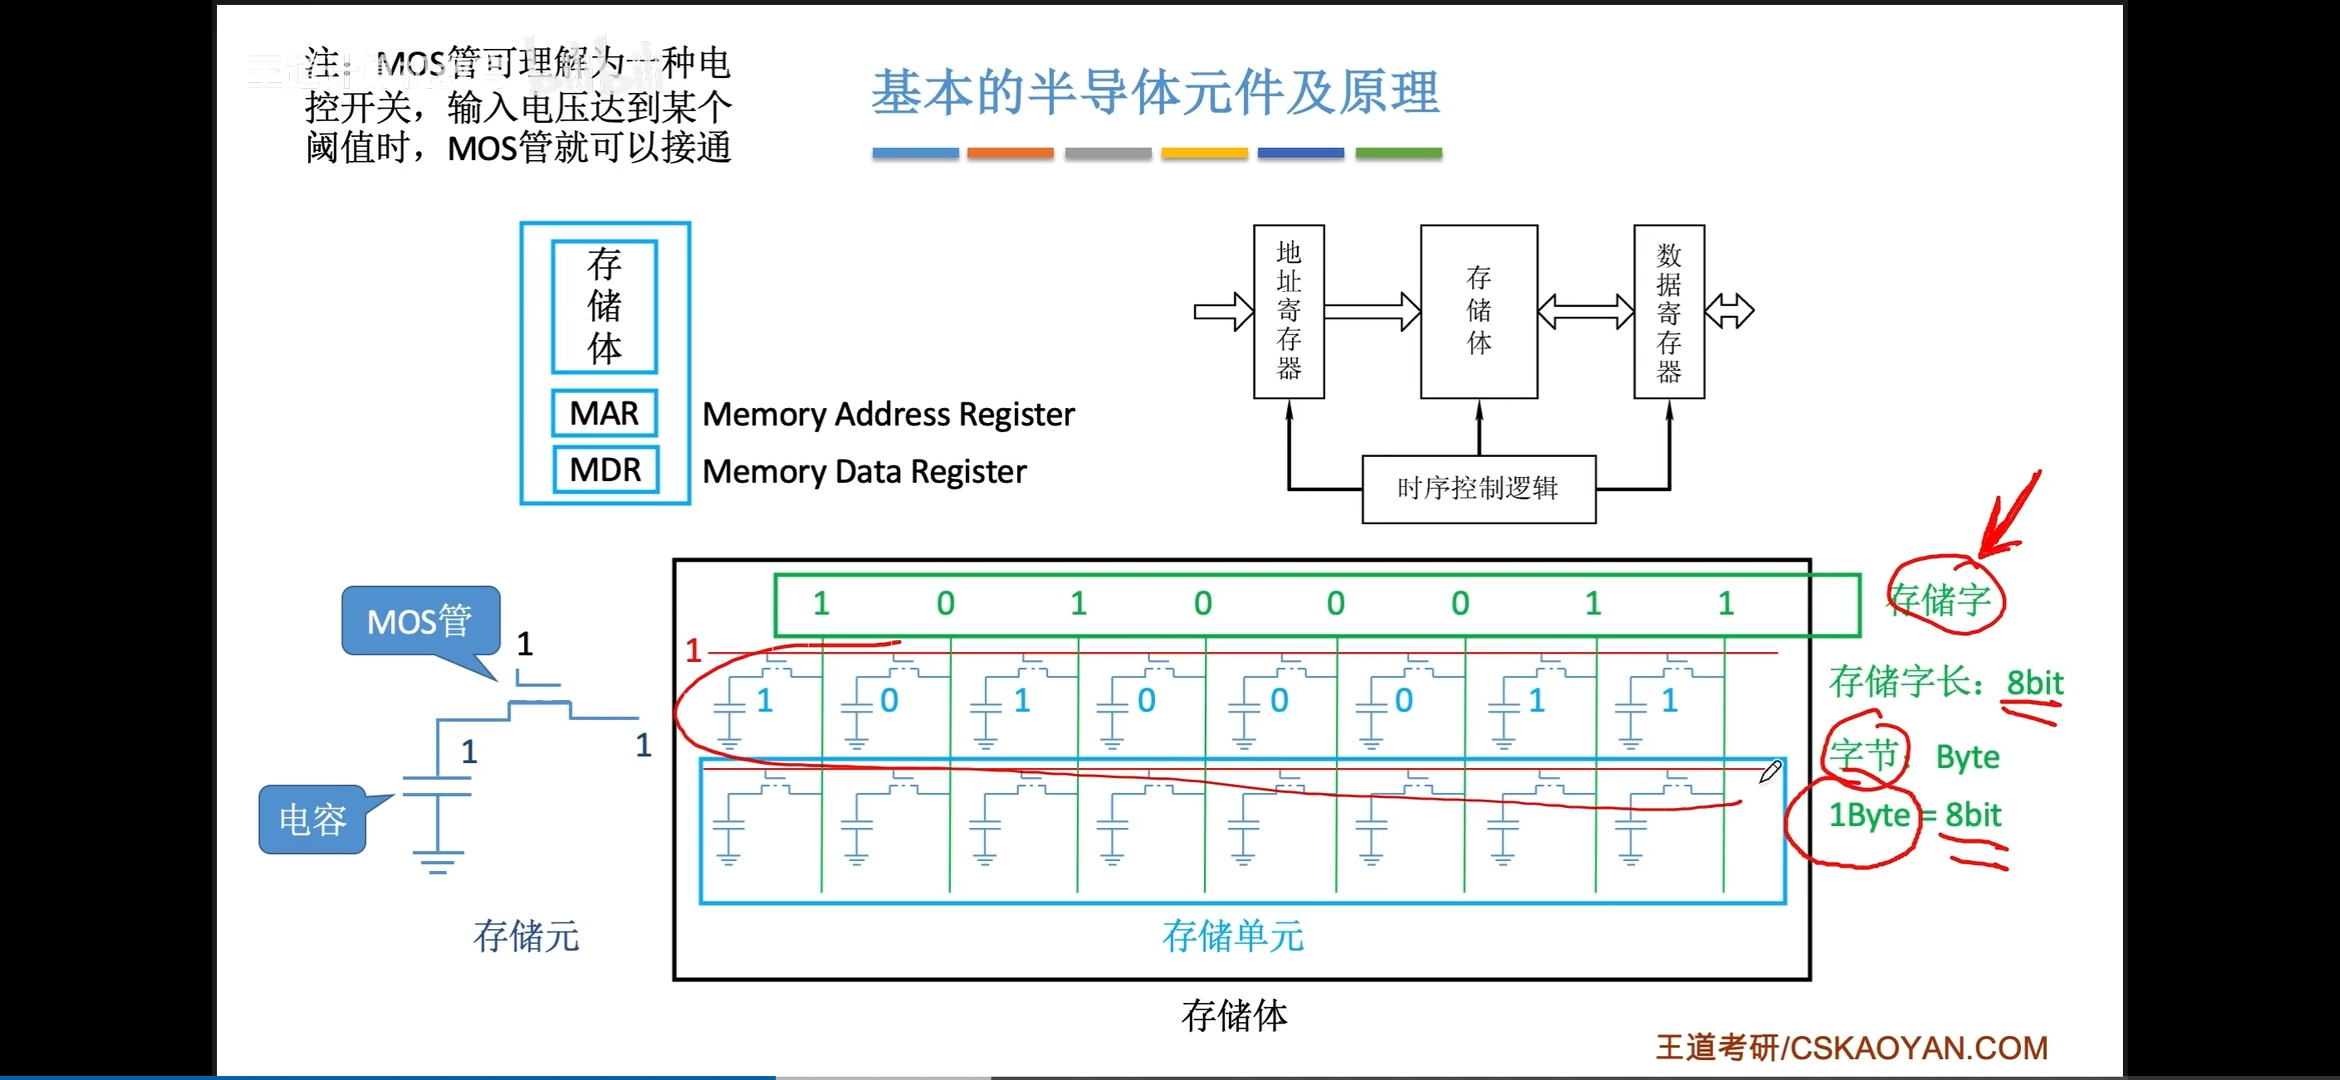 注：MOS管可理解为一种电
控开关，输入电压达到某个
阈值时，MOS管就可以接通
基本的半导体元件及原理
存储体
MAR
Memory Address Register
MDR
Memory Data Register
地址寄存器
存储体
数据寄存器
时序控制逻辑
MOS管
1
1
1
电容
存储元
1 0 1 0 0 0 1 1
存储字
1
1 0 1 0 0 0 1 1
存储字长：8bit
字节：Byte
1Byte = 8bit
存储单元
存储体
王道考研/CSKAOYAN.COM
bilibili